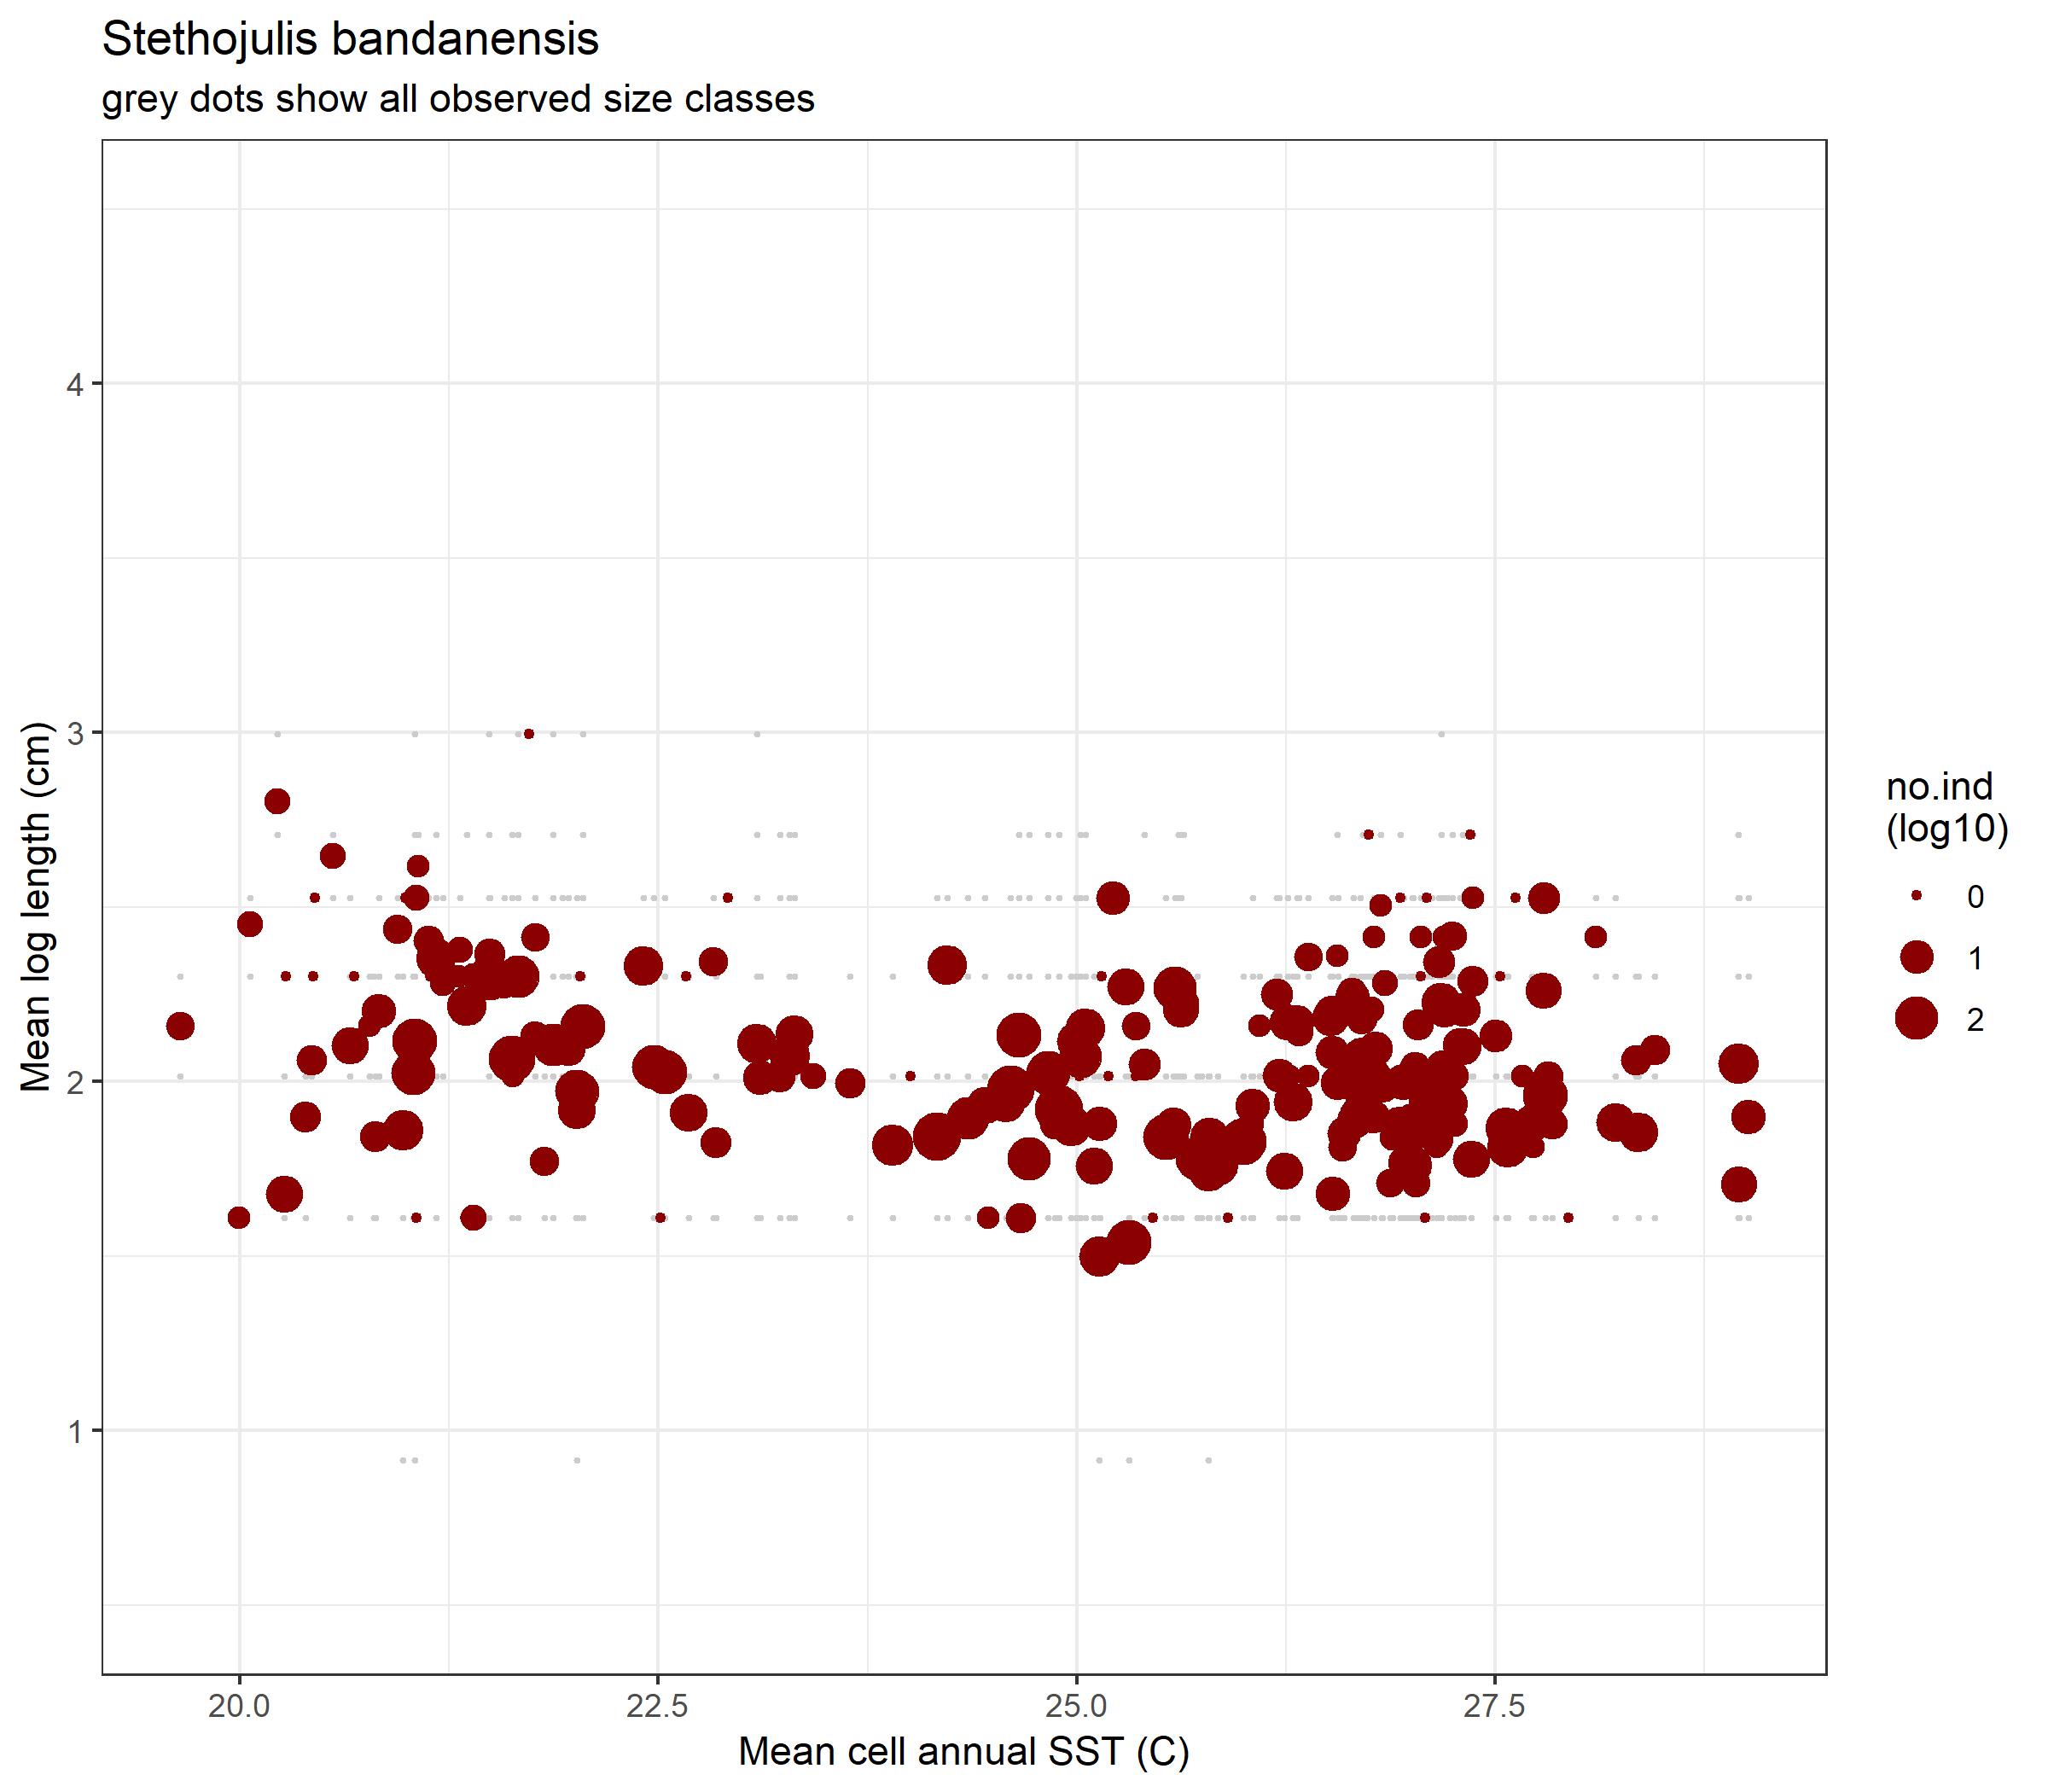 Stethojulis bandanensis
grey dots show all observed size classes
Mean log length (cm)
4
3
2
1
20.0
22.5
25.0
27.5
Mean cell annual SST (C)
no.ind
(log10)
0
1
2